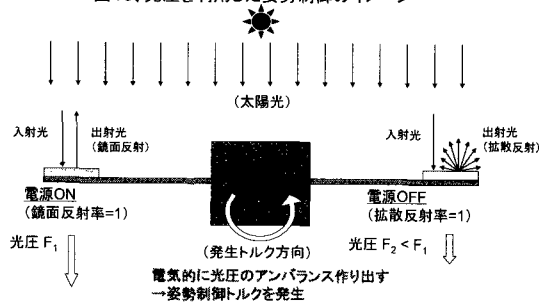 (太陽光)
入射光
出射光
(鏡面反射)
入射光
出射光
(拡散反射)
電源ON
(鏡面反射率=1)
電源OFF
(拡散反射率=1)
光圧 F1
(発生トルク方向)
光圧 F2 < F1
電気的に光圧のアンバランス作り出す
→姿勢制御トルクを発生